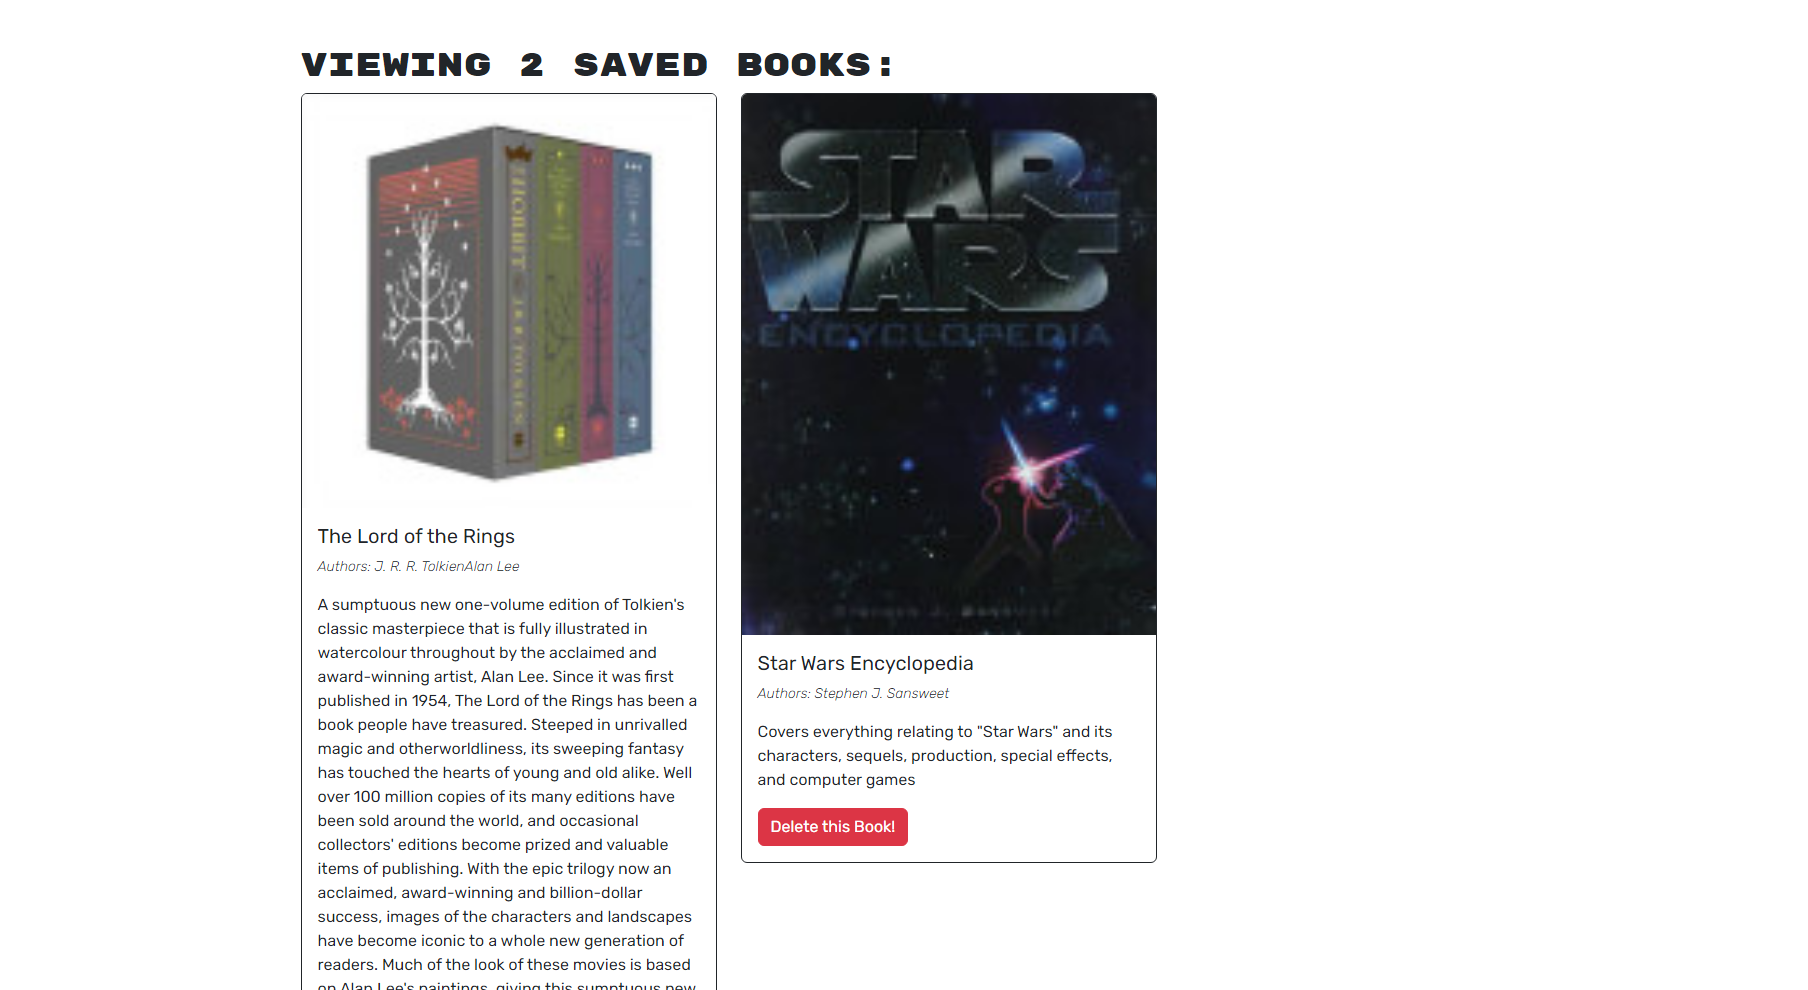 VIEWING 2 SAVED BOOKS:
The Lord of the Rings
Authors: J. R. R. TolkienAlan Lee
A sumptuous new one-volume edition of Tolkien's
classic masterpiece that is fully illustrated in
watercolour throughout by the acclaimed and
award-winning artist, Alan Lee. Since it was first
published in 1954, The Lord of the Rings has been a
book people have treasured. Steeped in unrivalled
magic and otherworldliness, its sweeping fantasy
has touched the hearts of young and old alike. Well
over 100 million copies of its many editions have
been sold around the world, and occasional
collectors' editions become prized and valuable
items of publishing. With the epic trilogy now an
acclaimed, award-winning and billion-dollar
success, images of the characters and landscapes
have become iconic to a whole new generation of
readers. Much of the look of these movies is based
on Alan Lee's paintings, giving this sumptuous new
STAR
WARS
ENCYCLOPEDIA
Star Wars Encyclopedia
Authors: Stephen J. Sansweet
Covers everything relating to "Star Wars" and its
characters, sequels, production, special effects,
and computer games
Delete this Book!